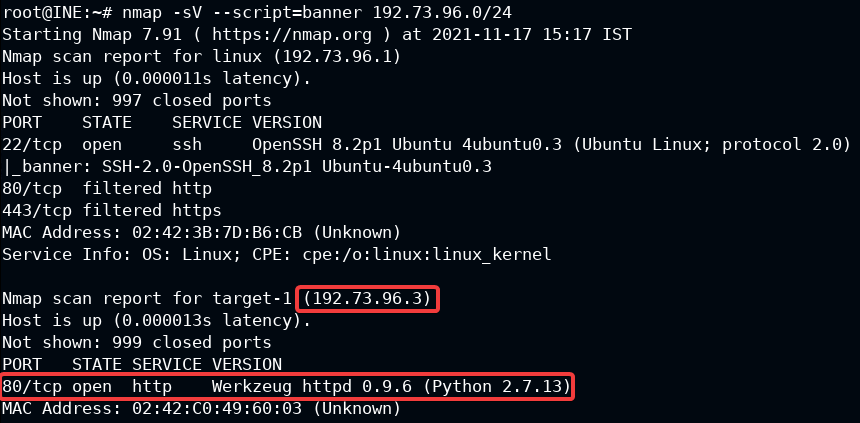 root@INE:~# nmap -sV --script=banner 192.73.96.0/24
Starting Nmap 7.91 ( https://nmap.org ) at 2021-11-17 15:17 IST
Nmap scan report for linux (192.73.96.1)
Host is up (0.000011s latency).
Not shown: 997 closed ports
PORT    STATE    SERVICE VERSION
22/tcp  open     ssh     OpenSSH 8.2p1 Ubuntu 4ubuntu0.3 (Ubuntu Linux; protocol 2.0)
|_banner: SSH-2.0-OpenSSH_8.2p1 Ubuntu-4ubuntu0.3
80/tcp  filtered http
443/tcp filtered https
MAC Address: 02:42:3B:7D:B6:CB (Unknown)
Service Info: OS: Linux; CPE: cpe:/o:linux:linux_kernel

Nmap scan report for target-1 (192.73.96.3)
Host is up (0.000013s latency).
Not shown: 999 closed ports
PORT   STATE SERVICE VERSION
80/tcp open  http    Werkzeug httpd 0.9.6 (Python 2.7.13)
MAC Address: 02:42:C0:49:60:03 (Unknown)